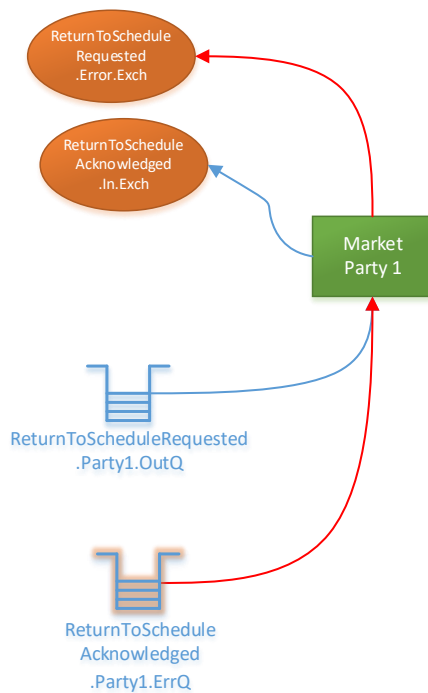 ReturnToSchedule
Requested
.Error.Exch
ReturnToSchedule
Acknowledged
.In.Exch
Market
Party 1
ReturnToScheduleRequested
.Party1.OutQ
ReturnToSchedule
Acknowledged
.Party1.ErrQ